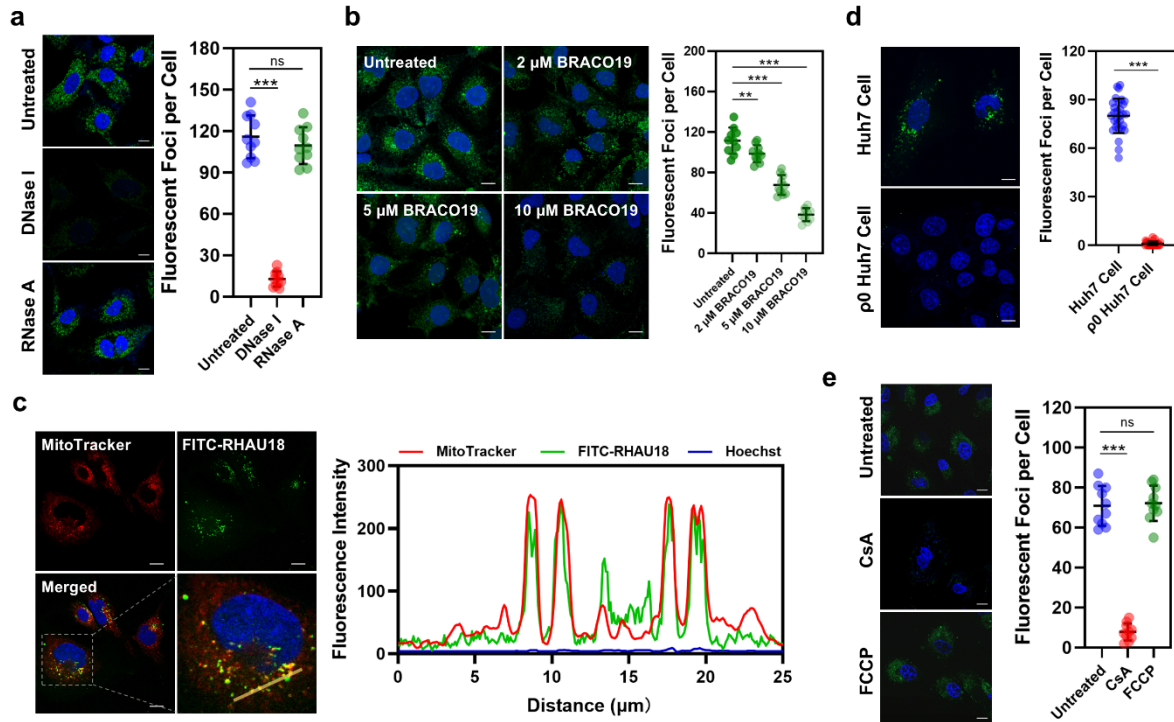 a
Untreated
DNase I
RNase A
Fluorescent Foci per Cell
180
150
120
90
60
30
0
ns
***
Untreated
DNase I
RNase A
b
Untreated
2 μM BRACO19
5 μM BRACO19
10 μM BRACO19
Fluorescent Foci per Cell
200
160
120
80
40
0
***
***
**
Untreated
2 μM BRACO19
5 μM BRACO19
10 μM BRACO19
d
Huh7 Cell
ρ0 Huh7 Cell
Fluorescent Foci per Cell
120
90
60
30
0
***
Huh7 Cell
ρ0 Huh7 Cell
c
MitoTracker
FITC-RHAU18
Merged
Fluorescence Intensity
300
250
200
150
100
50
0
MitoTracker
FITC-RHAU18
Hoechst
0
5
10
15
20
25
Distance (μm)
e
Untreated
CsA
FCCP
Fluorescent Foci per Cell
120
100
80
60
40
20
0
ns
***
Untreated
CsA
FCCP